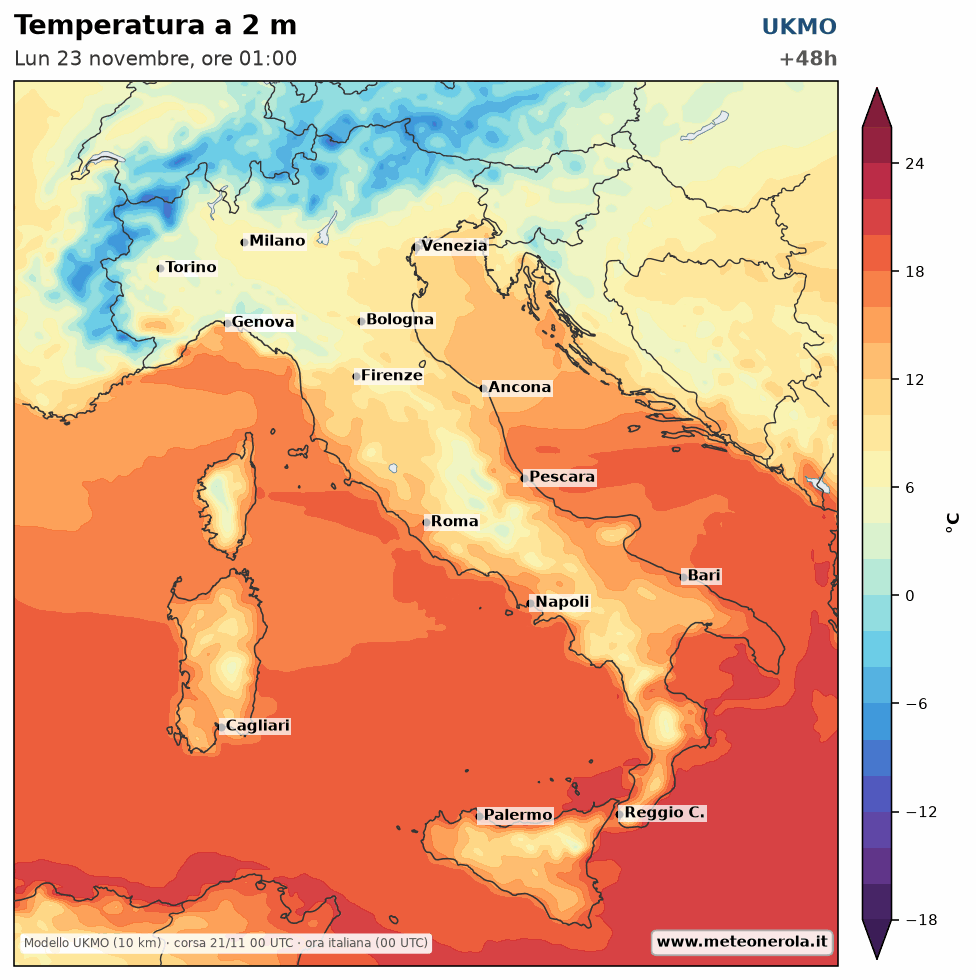 Temperatura a 2 m
UKMO
Lun 23 novembre, ore 01:00
+48h
24
18
12
6
0
−6
−12
−18
°C
Milano
Venezia
Torino
Genova
Bologna
Firenze
Ancona
Pescara
Roma
Bari
Napoli
Cagliari
Palermo
Reggio C.
Modello UKMO (10 km) · corsa 21/11 00 UTC · ora italiana (00 UTC)
www.meteonerola.it